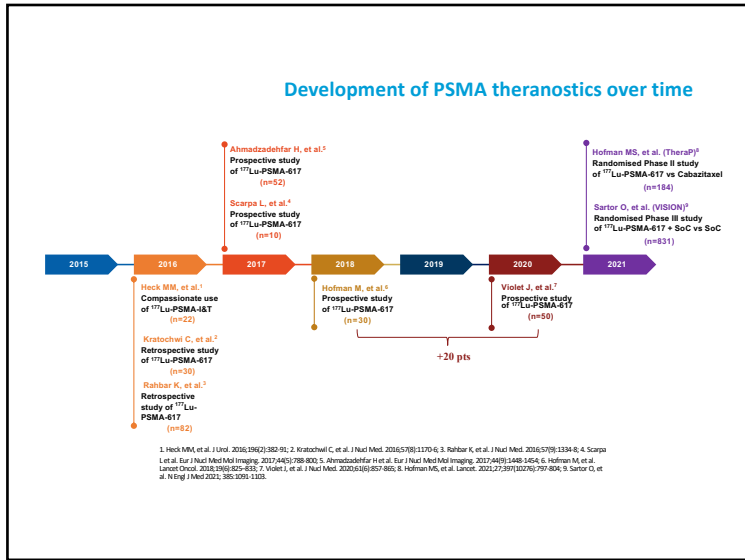 Development of PSMA theranostics over time
Ahmadzadehfar H, et al.⁵
Prospective study
of ¹⁷⁷Lu-PSMA-617
(n=52)
Scarpa L, et al.⁴
Prospective study
of ¹⁷⁷Lu-PSMA-617
(n=10)
Hofman MS, et al. (TheraP)⁸
Randomised Phase II study
of ¹⁷⁷Lu-PSMA-617 vs Cabazitaxel
(n=184)
Sartor O, et al. (VISION)⁹
Randomised Phase III study
of ¹⁷⁷Lu-PSMA-617 + SoC vs SoC
(n=831)
2015
2016
2017
2018
2019
2020
2021
Heck MM, et al.¹
Compassionate use
of ¹⁷⁷Lu-PSMA-I&T
(n=22)
Kratochwi C, et al.²
Retrospective study
of ¹⁷⁷Lu-PSMA-617
(n=30)
Rahbar K, et al.³
Retrospective
study of ¹⁷⁷Lu-
PSMA-617
(n=82)
Hofman M, et al.⁶
Prospective study
of ¹⁷⁷Lu-PSMA-617
(n=30)
Violet J, et al.⁷
Prospective study
of ¹⁷⁷Lu-PSMA-617
(n=50)
+20 pts
1. Heck MM, et al. J Urol. 2016;196(2):382-91; 2. Kratochwil C, et al. J Nucl Med. 2016;57(8):1170-6; 3. Rahbar K, et al. J Nucl Med. 2016;57(9):1334-8; 4. Scarpa
L et al. Eur J Nucl Med Mol Imaging. 2017;44(5):788-800; 5. Ahmadzadehfar H et al. Eur J Nucl Med Mol Imaging. 2017;44(9):1448-1454; 6. Hofman M, et al.
Lancet Oncol. 2018;19(6):825–833; 7. Violet J, et al. J Nucl Med. 2020;61(6):857-865; 8. Hofman MS, et al. Lancet. 2021;27;397(10276):797-804; 9. Sartor O, et
al. N Engl J Med 2021; 385:1091-1103.